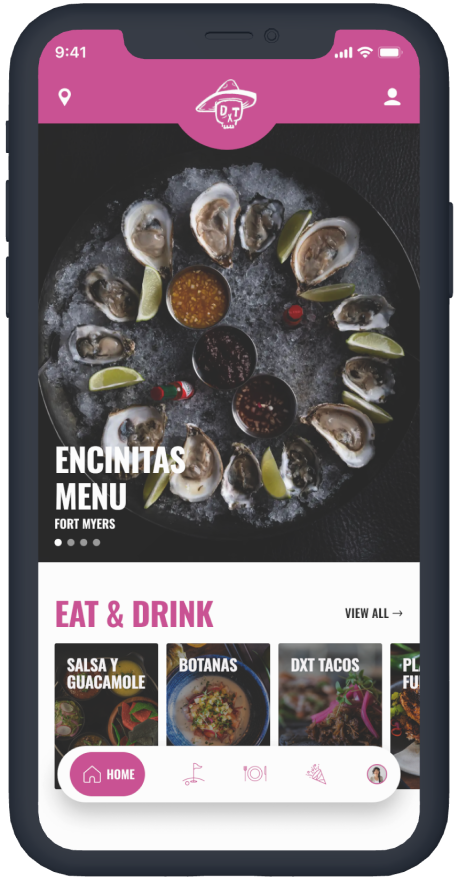 9:41
DXT
ENCINITAS
MENU
FORT MYERS
EAT & DRINK
VIEW ALL →
SALSA Y
GUACAMOLE
BOTANAS
DXT TACOS
PL
FU
HOME